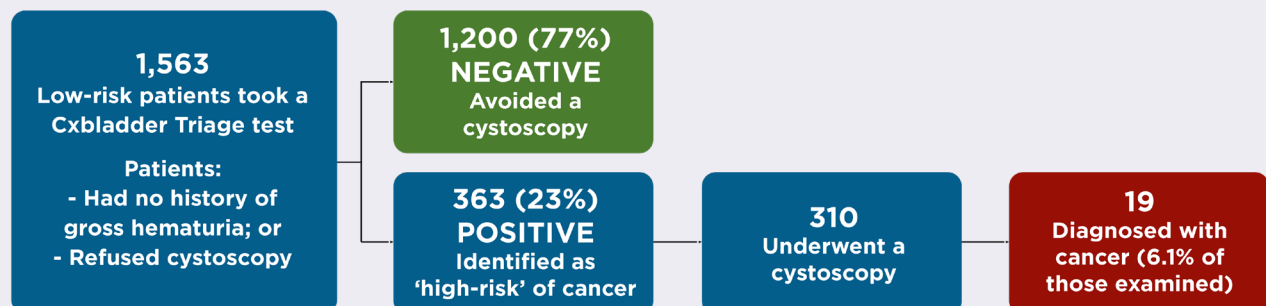 1,563
Low-risk patients took a
Cxbladder Triage test
Patients:
- Had no history of
gross hematuria; or
- Refused cystoscopy
1,200 (77%)
NEGATIVE
Avoided a
cystoscopy
363 (23%)
POSITIVE
Identified as
‘high-risk’ of cancer
310
Underwent a
cystoscopy
19
Diagnosed with
cancer (6.1% of
those examined)